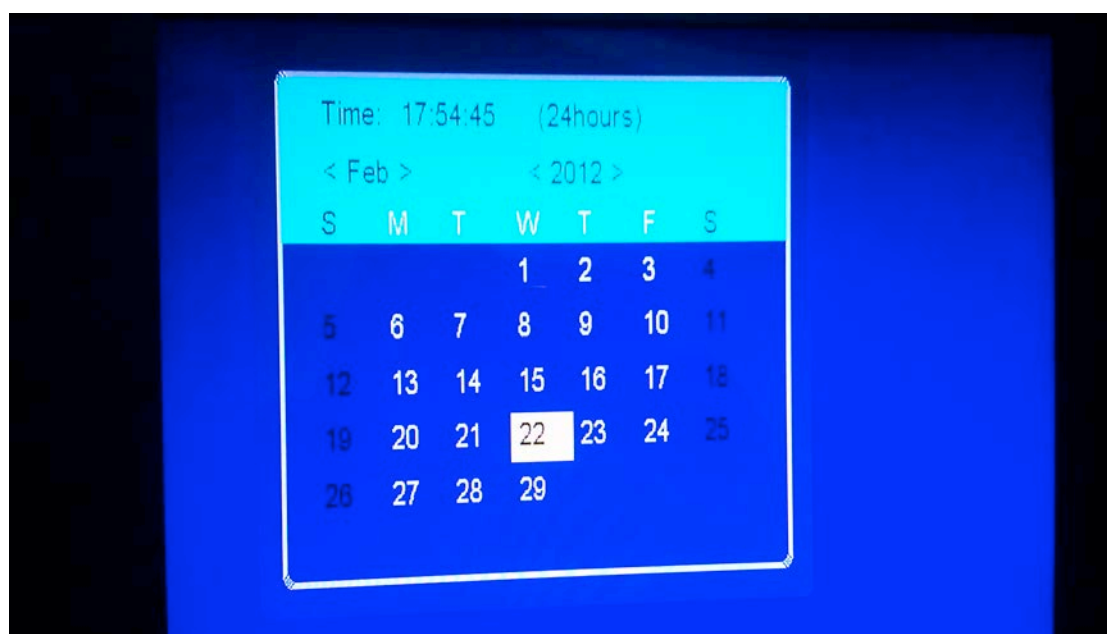 Time: 17:54:45 (24hours)
< Feb > < 2012 >
S M T W T F S
1 2 3 4
5 6 7 8 9 10 11
12 13 14 15 16 17 18
19 20 21 22 23 24 25
26 27 28 29